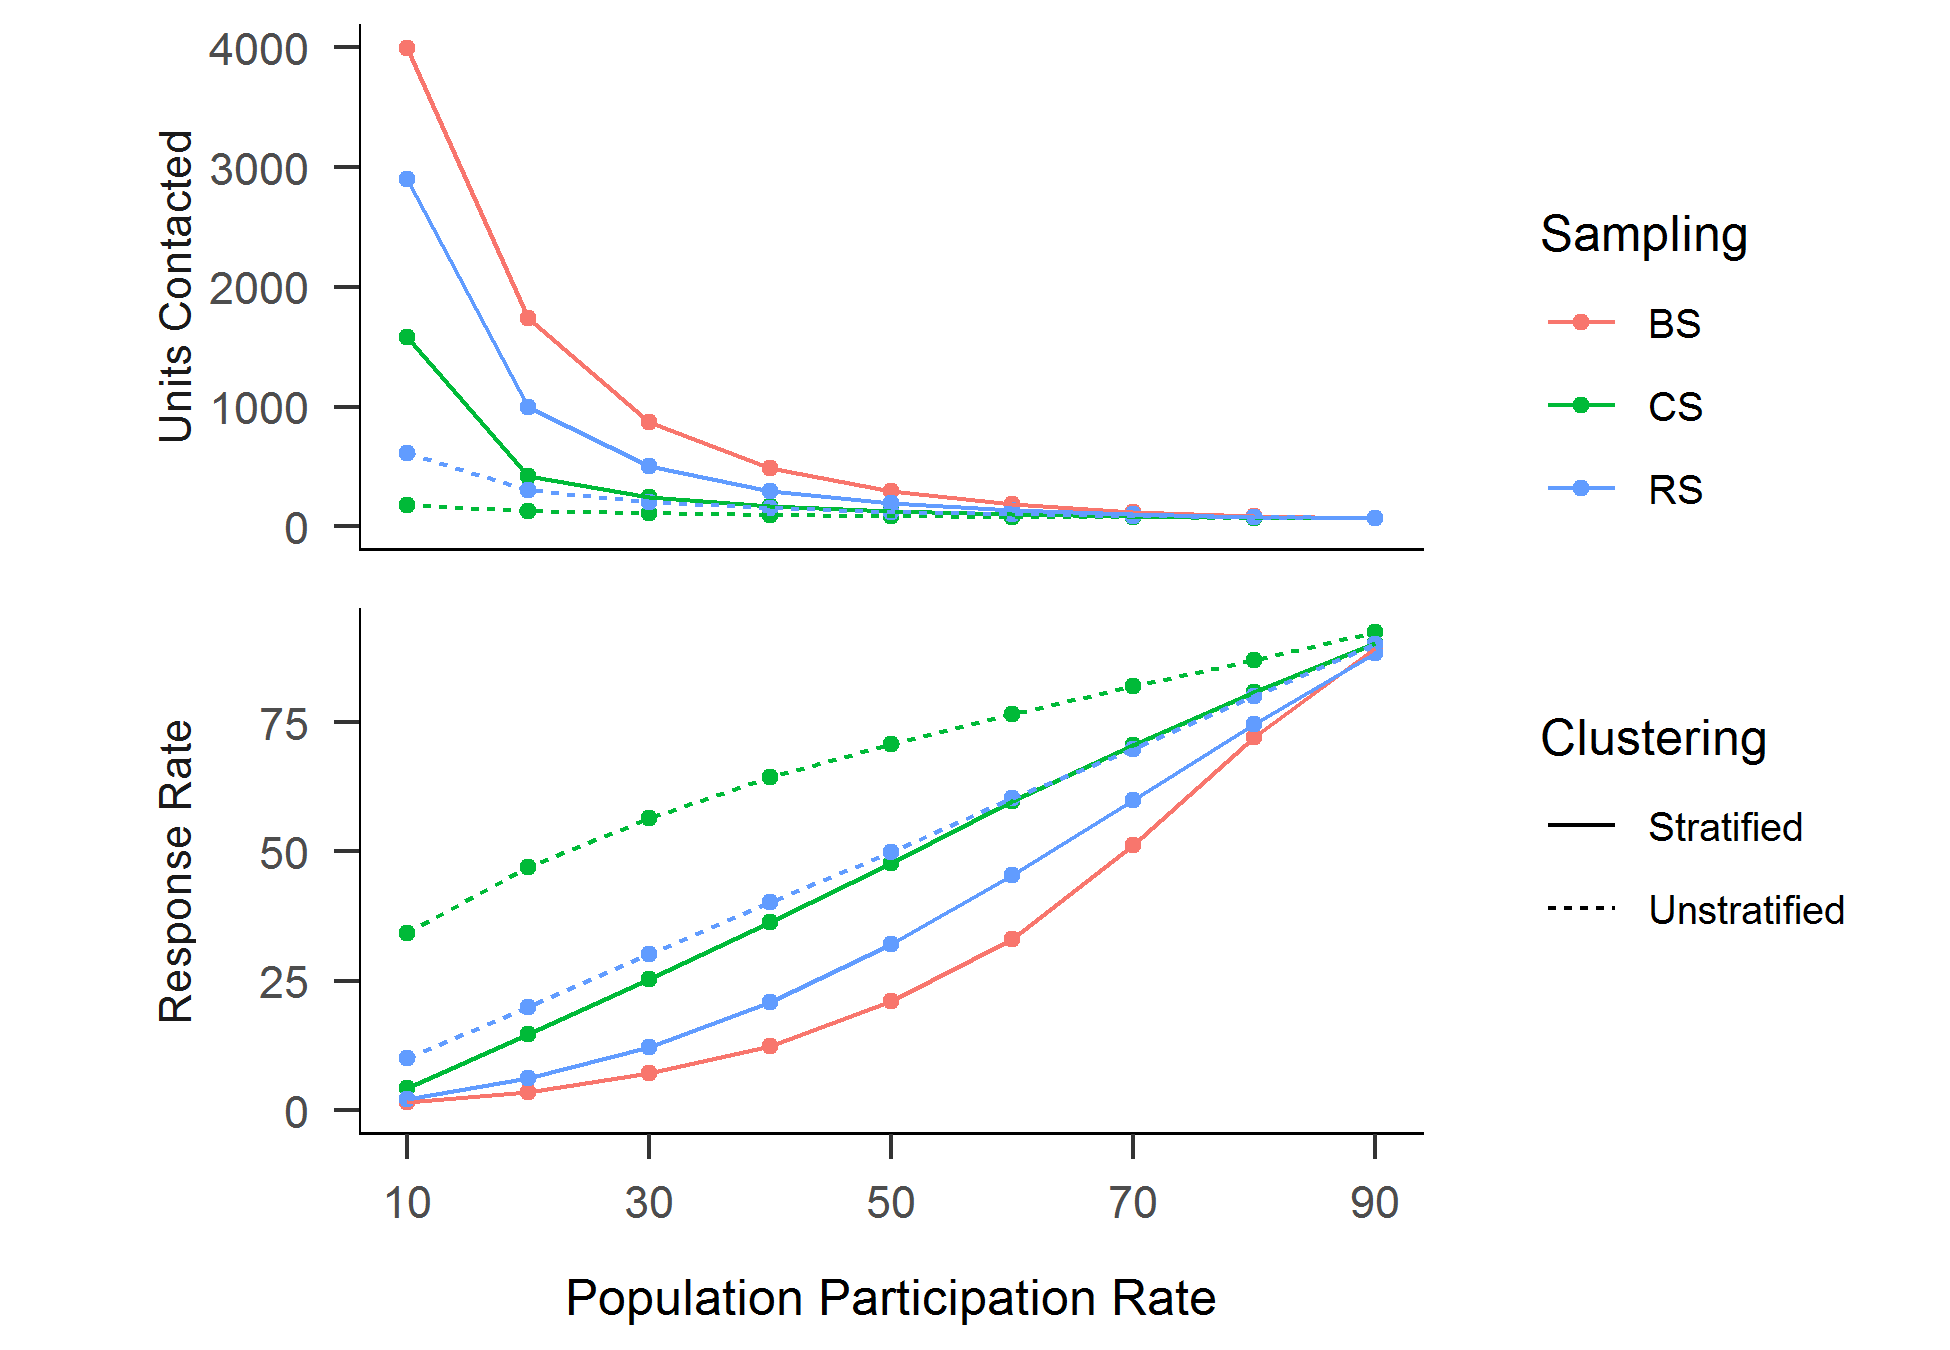 Units Contacted
4000
3000
2000
1000
0
Response Rate
75
50
25
0
10 30 50 70 90
Population Participation Rate
Sampling
BS
CS
RS
Clustering
Stratified
Unstratified